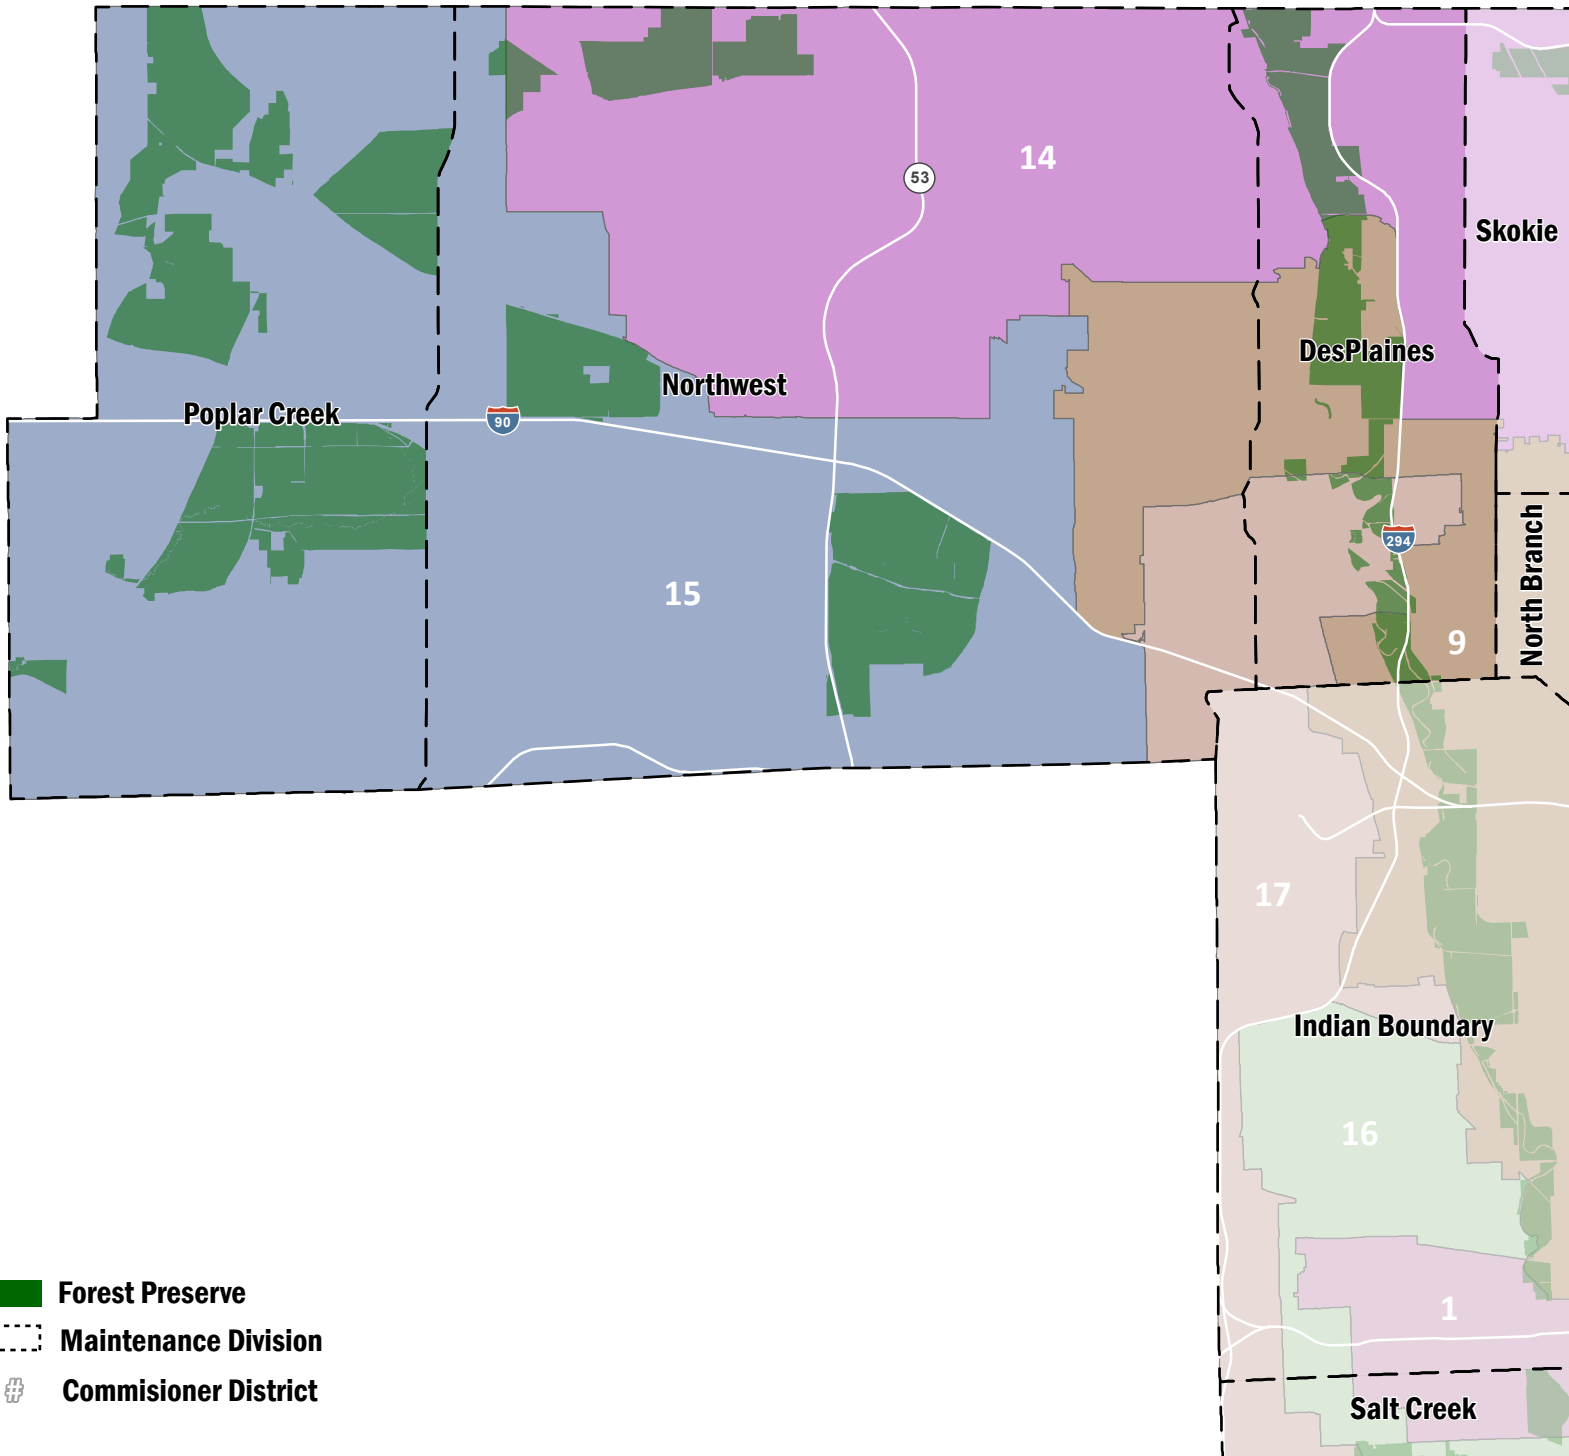 14
53
Skokie
DesPlaines
Northwest
Poplar Creek
90
294
North Branch
15
9
17
Indian Boundary
16
1
Forest Preserve
Maintenance Division
# Commisioner District
Salt Creek